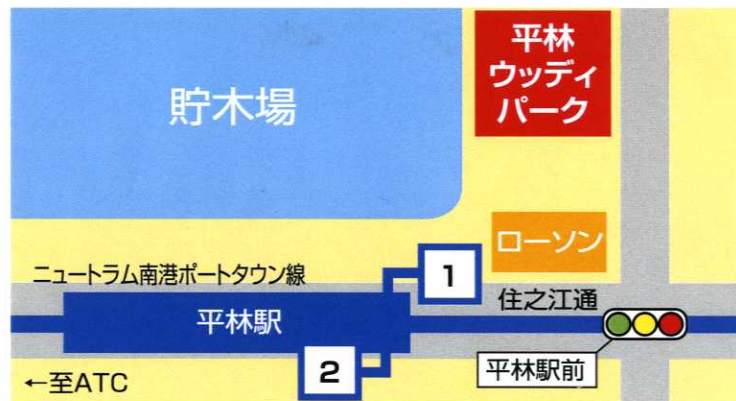 平林
ウッディ
パーク
貯木場
ローソン
ニュートラム南港ポートタウン線
1
住之江通
平林駅
2
平林駅前
←至ATC